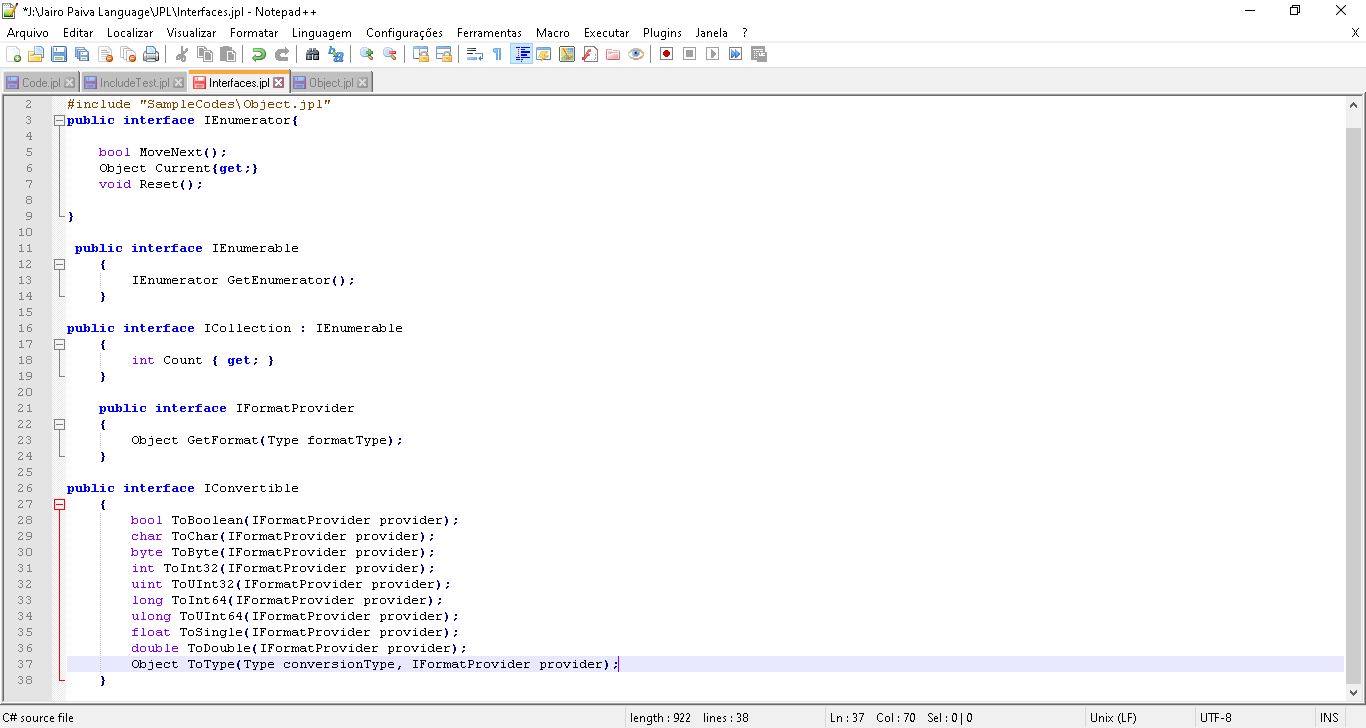 *J:\Jairo Paiva Language\JPL\Interfaces.jpl - Notepad++
Arquivo Editar Localizar Visualizar Formatar Linguagem Configurações Ferramentas Macro Executar Plugins Janela ? X
Code.jpl IncludeTest.jpl Interfaces.jpl Object.jpl
2 #include "SampleCodes\Object.jpl"
3 public interface IEnumerator{
4
5 bool MoveNext();
6 Object Current{get;}
7 void Reset();
8
9 }
10
11 public interface IEnumerable
12 {
13 IEnumerator GetEnumerator();
14 }
15
16 public interface ICollection : IEnumerable
17 {
18 int Count { get; }
19 }
20
21 public interface IFormatProvider
22 {
23 Object GetFormat(Type formatType);
24 }
25
26 public interface IConvertible
27 {
28 bool ToBoolean(IFormatProvider provider);
29 char ToChar(IFormatProvider provider);
30 byte ToByte(IFormatProvider provider);
31 int ToInt32(IFormatProvider provider);
32 uint ToUInt32(IFormatProvider provider);
33 long ToInt64(IFormatProvider provider);
34 ulong ToUInt64(IFormatProvider provider);
35 float ToSingle(IFormatProvider provider);
36 double ToDouble(IFormatProvider provider);
37 Object ToType(Type conversionType, IFormatProvider provider);
38 }
C# source file length : 922 lines : 38 Ln : 37 Col : 70 Sel : 0 | 0 Unix (LF) UTF-8 INS